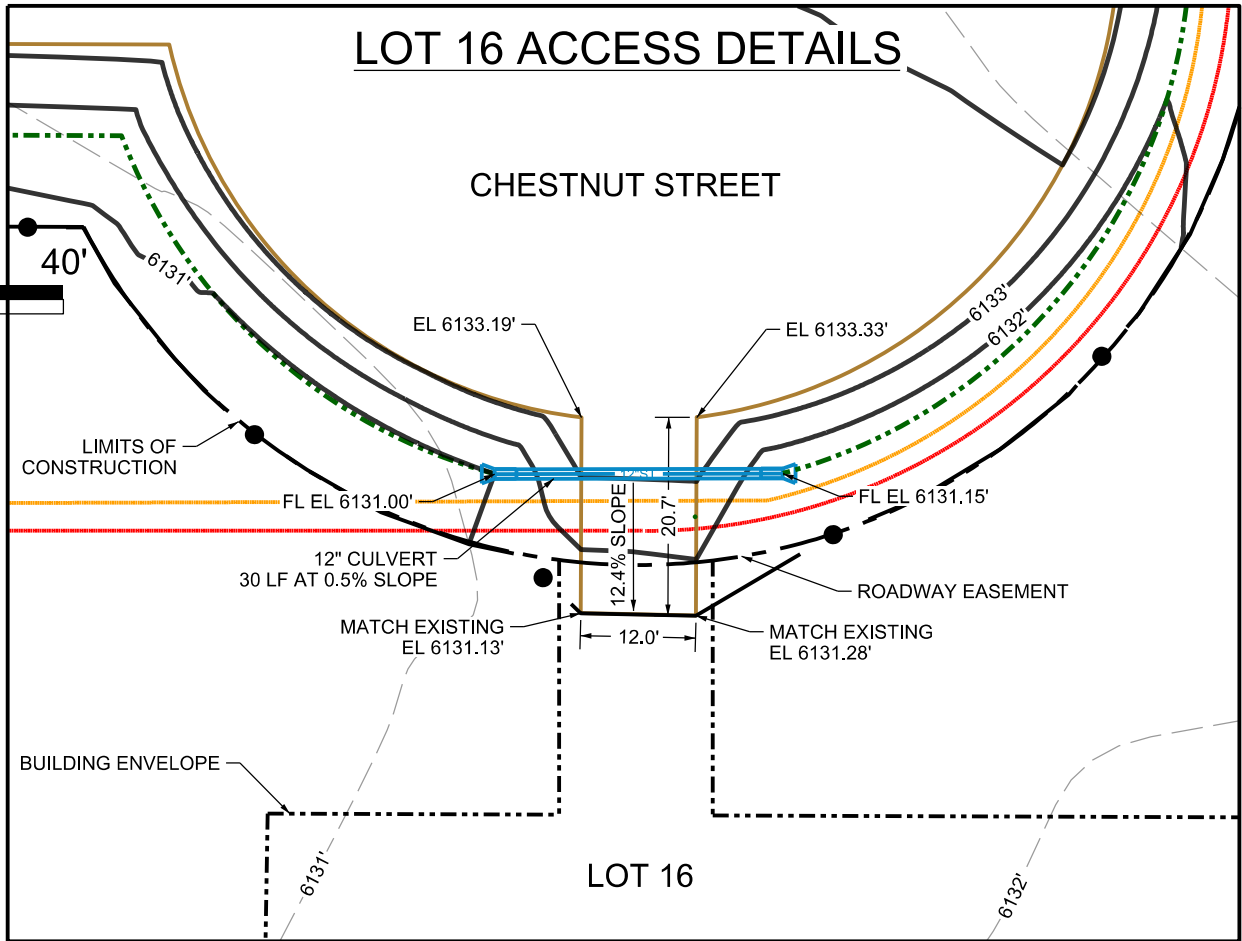 LOT 16 ACCESS DETAILS
CHESTNUT STREET
40'
6131'
6133'
6132'
EL 6133.19'
EL 6133.33'
LIMITS OF
CONSTRUCTION
FL EL 6131.00'
FL EL 6131.15'
12.4% SLOPE
20.7'
12" CULVERT
30 LF AT 0.5% SLOPE
ROADWAY EASEMENT
MATCH EXISTING
EL 6131.13'
12.0'
MATCH EXISTING
EL 6131.28'
BUILDING ENVELOPE
6131'
LOT 16
6132'